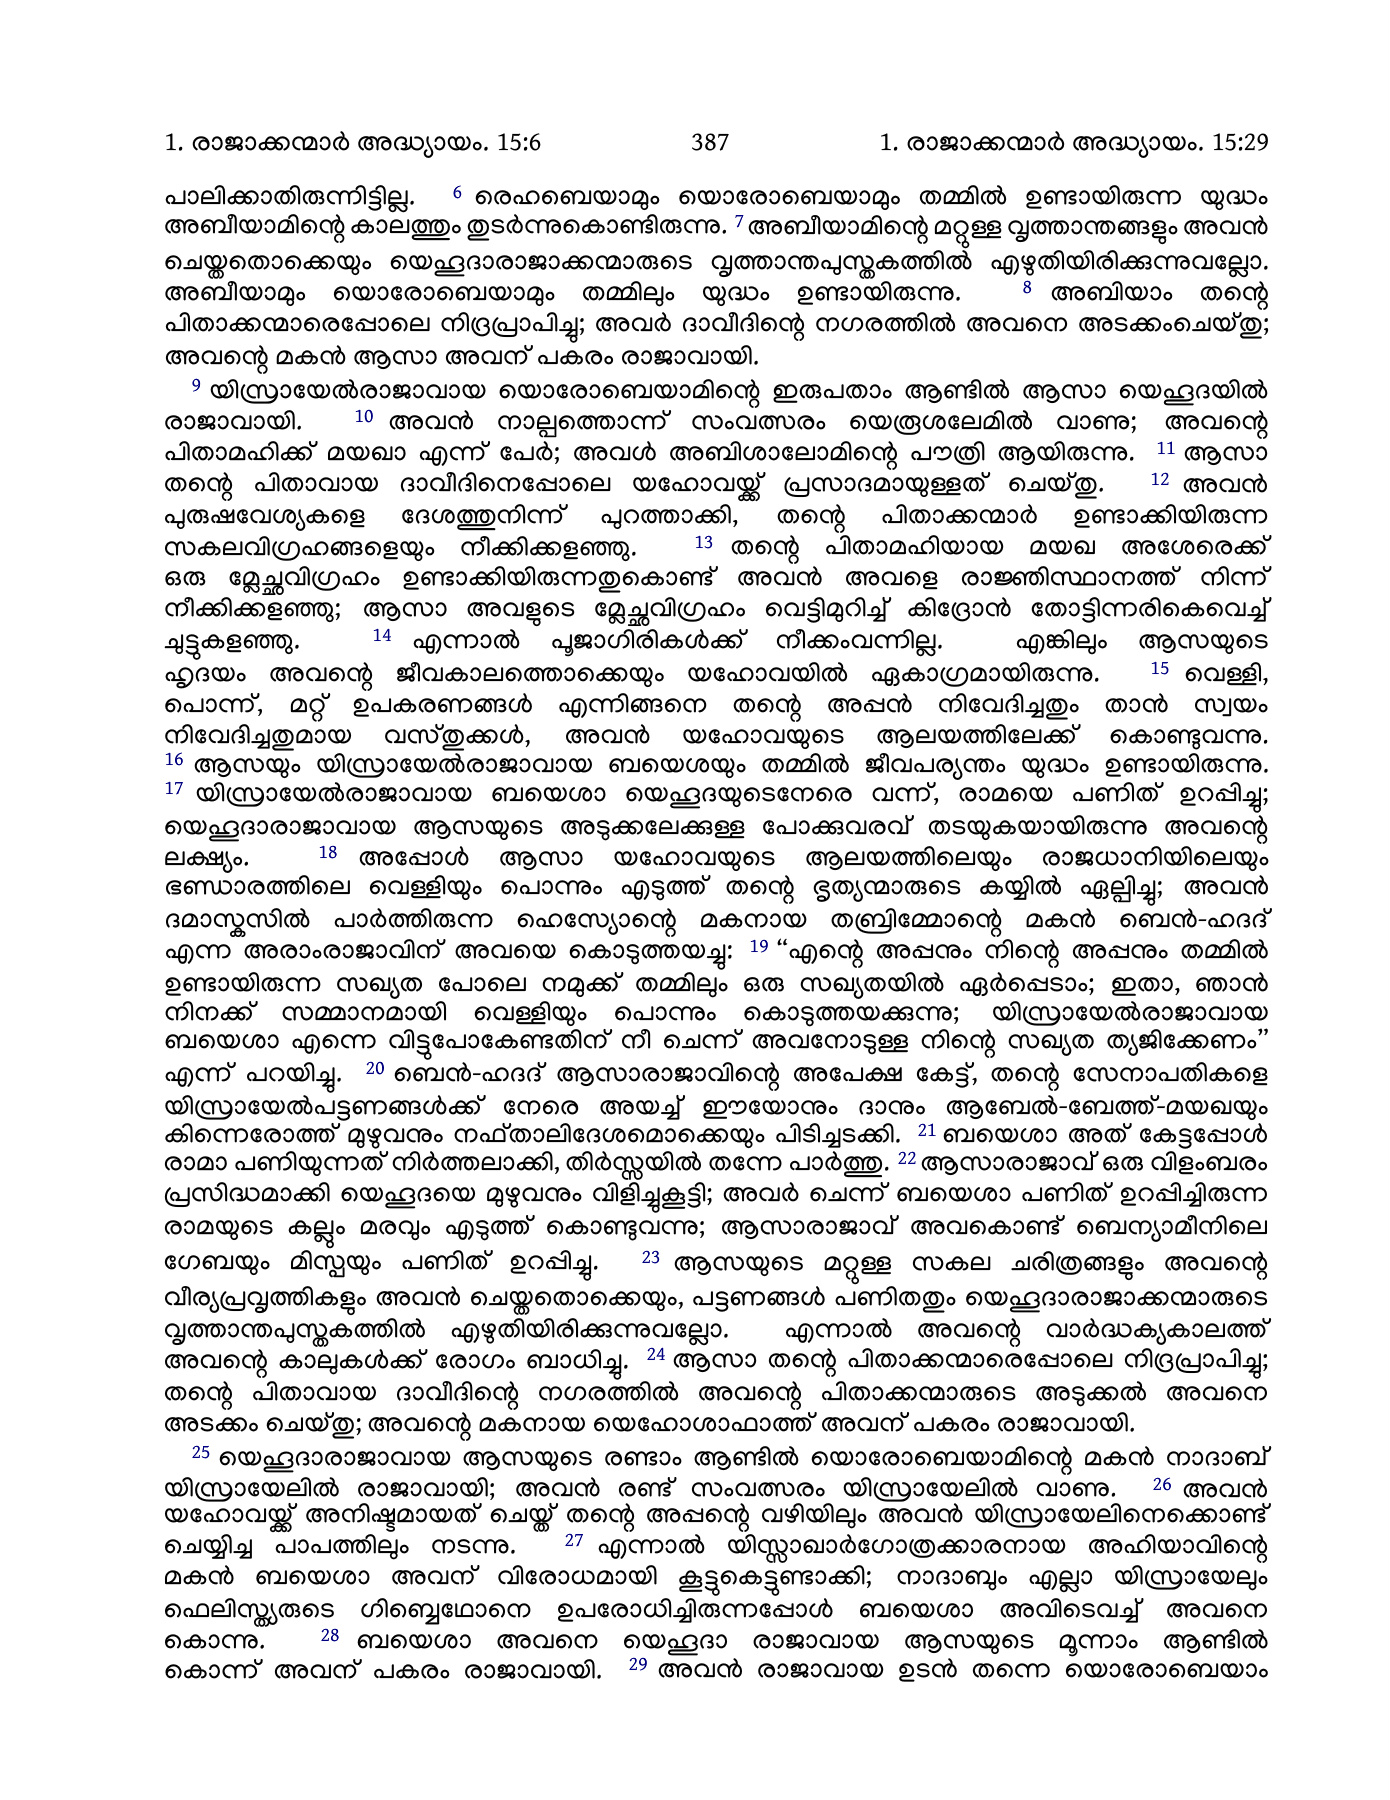 1. രാജാക്കന്മാർ അദ്ധ്യായം. 15:6 387 1. രാജാക്കന്മാർ അദ്ധ്യായം. 15:29
പാലിക്കാതിരുന്നിട്ടില്ല. 6 രെഹബെയാമും യൊരോബെയാമും തമ്മിൽ ഉണ്ടായിരുന്ന യുദ്ധം
അബീയാമിന്റെ കാലത്തും തുടർന്നുകൊണ്ടിരുന്നു. 7 അബീയാമിന്റെ മറ്റുള്ള വൃത്താന്തങ്ങളും അവൻ
ചെയ്തതൊക്കെയും യെഹൂദാരാജാക്കന്മാരുടെ വൃത്താന്തപുസ്തകത്തിൽ എഴുതിയിരിക്കുന്നുവല്ലോ.
അബീയാമും യൊരോബെയാമും തമ്മിലും യുദ്ധം ഉണ്ടായിരുന്നു. 8 അബിയാം തന്റെ
പിതാക്കന്മാരെപ്പോലെ നിദ്രപ്രാപിച്ചു; അവർ ദാവീദിന്റെ നഗരത്തിൽ അവനെ അടക്കംചെയ്തു;
അവന്റെ മകൻ ആസാ അവന് പകരം രാജാവായി.
9 യിസ്രായേൽരാജാവായ യൊരോബെയാമിന്റെ ഇരുപതാം ആണ്ടിൽ ആസാ യെഹൂദയിൽ
രാജാവായി. 10 അവൻ നാല്പത്തൊന്ന് സംവത്സരം യെരൂശലേമിൽ വാണു; അവന്റെ
പിതാമഹിക്ക് മയഖാ എന്ന് പേർ; അവൾ അബിശാലോമിന്റെ പൗത്രി ആയിരുന്നു. 11 ആസാ
തന്റെ പിതാവായ ദാവീദിനെപ്പോലെ യഹോവയ്ക്ക് പ്രസാദമായുള്ളത് ചെയ്തു. 12 അവൻ
പുരുഷവേശ്യകളെ ദേശത്തുനിന്ന് പുറത്താക്കി, തന്റെ പിതാക്കന്മാർ ഉണ്ടാക്കിയിരുന്ന
സകലവിഗ്രഹങ്ങളെയും നീക്കിക്കളഞ്ഞു. 13 തന്റെ പിതാമഹിയായ മയഖ അശേരെക്ക്
ഒരു മ്ലേച്ഛവിഗ്രഹം ഉണ്ടാക്കിയിരുന്നതുകൊണ്ട് അവൻ അവളെ രാജ്ഞിസ്ഥാനത്ത് നിന്ന്
നീക്കിക്കളഞ്ഞു; ആസാ അവളുടെ മ്ലേച്ഛവിഗ്രഹം വെട്ടിമുറിച്ച് കിദ്രോൻ തോട്ടിന്നരികെവെച്ച്
ചുട്ടുകളഞ്ഞു. 14 എന്നാൽ പൂജാഗിരികൾക്ക് നീക്കംവന്നില്ല. എങ്കിലും ആസയുടെ
ഹൃദയം അവന്റെ ജീവകാലത്തൊക്കെയും യഹോവയിൽ ഏകാഗ്രമായിരുന്നു. 15 വെള്ളി,
പൊന്ന്, മറ്റ് ഉപകരണങ്ങൾ എന്നിങ്ങനെ തന്റെ അപ്പൻ നിവേദിച്ചതും താൻ സ്വയം
നിവേദിച്ചതുമായ വസ്തുക്കൾ, അവൻ യഹോവയുടെ ആലയത്തിലേക്ക് കൊണ്ടുവന്നു.
16 ആസയും യിസ്രായേൽരാജാവായ ബയെശയും തമ്മിൽ ജീവപര്യന്തം യുദ്ധം ഉണ്ടായിരുന്നു.
17 യിസ്രായേൽരാജാവായ ബയെശാ യെഹൂദയുടെനേരെ വന്ന്, രാമയെ പണിത് ഉറപ്പിച്ചു;
യെഹൂദാരാജാവായ ആസയുടെ അടുക്കലേക്കുള്ള പോക്കുവരവ് തടയുകയായിരുന്നു അവന്റെ
ലക്ഷ്യം. 18 അപ്പോൾ ആസാ യഹോവയുടെ ആലയത്തിലെയും രാജധാനിയിലെയും
ഭണ്ഡാരത്തിലെ വെള്ളിയും പൊന്നും എടുത്ത് തന്റെ ഭൃത്യന്മാരുടെ കയ്യിൽ ഏല്പിച്ചു; അവൻ
ദമാസ്കസിൽ പാർത്തിരുന്ന ഹെസ്യോന്റെ മകനായ തബ്രിമ്മോന്റെ മകൻ ബെൻ-ഹദദ്
എന്ന അരാംരാജാവിന് അവയെ കൊടുത്തയച്ചു: 19 “എന്റെ അപ്പനും നിന്റെ അപ്പനും തമ്മിൽ
ഉണ്ടായിരുന്ന സഖ്യത പോലെ നമുക്ക് തമ്മിലും ഒരു സഖ്യതയിൽ ഏർപ്പെടാം; ഇതാ, ഞാൻ
നിനക്ക് സമ്മാനമായി വെള്ളിയും പൊന്നും കൊടുത്തയക്കുന്നു; യിസ്രായേൽരാജാവായ
ബയെശാ എന്നെ വിട്ടുപോകേണ്ടതിന് നീ ചെന്ന് അവനോടുള്ള നിന്റെ സഖ്യത ത്യജിക്കേണം”
എന്ന് പറയിച്ചു. 20 ബെൻ-ഹദദ് ആസാരാജാവിന്റെ അപേക്ഷ കേട്ട്, തന്റെ സേനാപതികളെ
യിസ്രായേൽപട്ടണങ്ങൾക്ക് നേരെ അയച്ച് ഈയോനും ദാനും ആബേൽ-ബേത്ത്-മയഖയും
കിന്നെരോത്ത് മുഴുവനും നഫ്താലിദേശമൊക്കെയും പിടിച്ചടക്കി. 21 ബയെശാ അത് കേട്ടപ്പോൾ
രാമാ പണിയുന്നത് നിർത്തലാക്കി, തിർസ്സയിൽ തന്നേ പാർത്തു. 22 ആസാരാജാവ് ഒരു വിളംബരം
പ്രസിദ്ധമാക്കി യെഹൂദയെ മുഴുവനും വിളിച്ചുകൂട്ടി; അവർ ചെന്ന് ബയെശാ പണിത് ഉറപ്പിച്ചിരുന്ന
രാമയുടെ കല്ലും മരവും എടുത്ത് കൊണ്ടുവന്നു; ആസാരാജാവ് അവകൊണ്ട് ബെന്യാമീനിലെ
ഗേബയും മിസ്പയും പണിത് ഉറപ്പിച്ചു. 23 ആസയുടെ മറ്റുള്ള സകല ചരിത്രങ്ങളും അവന്റെ
വീര്യപ്രവൃത്തികളും അവൻ ചെയ്തതൊക്കെയും, പട്ടണങ്ങൾ പണിതതും യെഹൂദാരാജാക്കന്മാരുടെ
വൃത്താന്തപുസ്തകത്തിൽ എഴുതിയിരിക്കുന്നുവല്ലോ. എന്നാൽ അവന്റെ വാർദ്ധക്യകാലത്ത്
അവന്റെ കാലുകൾക്ക് രോഗം ബാധിച്ചു. 24 ആസാ തന്റെ പിതാക്കന്മാരെപ്പോലെ നിദ്രപ്രാപിച്ചു;
തന്റെ പിതാവായ ദാവീദിന്റെ നഗരത്തിൽ അവന്റെ പിതാക്കന്മാരുടെ അടുക്കൽ അവനെ
അടക്കം ചെയ്തു; അവന്റെ മകനായ യെഹോശാഫാത്ത് അവന് പകരം രാജാവായി.
25 യെഹൂദാരാജാവായ ആസയുടെ രണ്ടാം ആണ്ടിൽ യൊരോബെയാമിന്റെ മകൻ നാദാബ്
യിസ്രായേലിൽ രാജാവായി; അവൻ രണ്ട് സംവത്സരം യിസ്രായേലിൽ വാണു. 26 അവൻ
യഹോവയ്ക്ക് അനിഷ്ടമായത് ചെയ്ത് തന്റെ അപ്പന്റെ വഴിയിലും അവൻ യിസ്രായേലിനെക്കൊണ്ട്
ചെയ്യിച്ച പാപത്തിലും നടന്നു. 27 എന്നാൽ യിസ്സാഖാർഗോത്രക്കാരനായ അഹിയാവിന്റെ
മകൻ ബയെശാ അവന് വിരോധമായി കൂട്ടുകെട്ടുണ്ടാക്കി; നാദാബും എല്ലാ യിസ്രായേലും
ഫെലിസ്ത്യരുടെ ഗിബ്ബെഥോനെ ഉപരോധിച്ചിരുന്നപ്പോൾ ബയെശാ അവിടെവച്ച് അവനെ
കൊന്നു. 28 ബയെശാ അവനെ യെഹൂദാ രാജാവായ ആസയുടെ മൂന്നാം ആണ്ടിൽ
കൊന്ന് അവന് പകരം രാജാവായി. 29 അവൻ രാജാവായ ഉടൻ തന്നെ യൊരോബെയാം